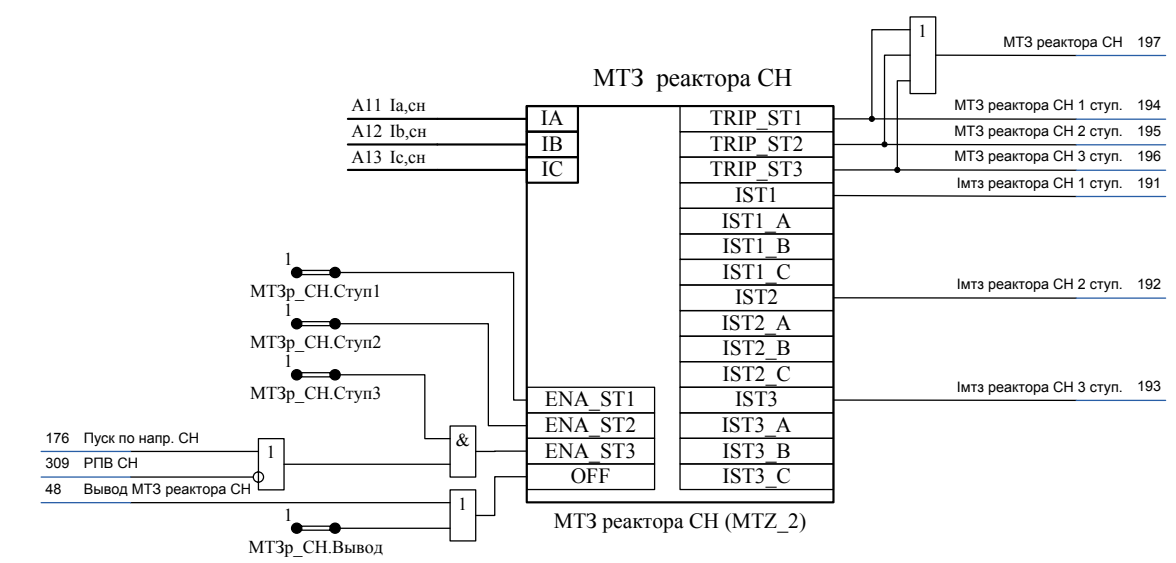 1
МТЗ реактора СН 197
МТЗ реактора СН
A11 Ia,сн
IA
TRIP_ST1
МТЗ реактора СН 1 ступ. 194
A12 Ib,сн
IB
TRIP_ST2
МТЗ реактора СН 2 ступ. 195
A13 Ic,сн
IC
TRIP_ST3
МТЗ реактора СН 3 ступ. 196
IST1
Iмтз реактора СН 1 ступ. 191
IST1_A
IST1_B
IST1_C
1
МТЗр_СН.Ступ1
IST2
Iмтз реактора СН 2 ступ. 192
1
МТЗр_СН.Ступ2
IST2_A
IST2_B
IST2_C
1
МТЗр_СН.Ступ3
ENA_ST1
IST3
Iмтз реактора СН 3 ступ. 193
ENA_ST2
IST3_A
176 Пуск по напр. СН
1
&
ENA_ST3
IST3_B
309 РПВ СН
OFF
IST3_C
48 Вывод МТЗ реактора СН
1
1
МТЗр_СН.Вывод
МТЗ реактора СН (MTZ_2)